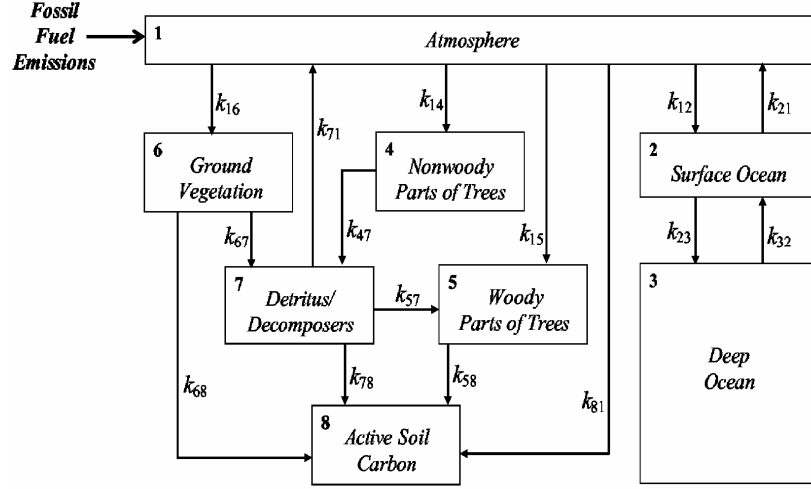 Fossil
Fuel
Emissions
1
Atmosphere
k16
k71
k14
k15
k12
k21
6
Ground
Vegetation
4
Nonwoody
Parts of Trees
2
Surface Ocean
k67
k47
k23
k32
7
Detritus/
Decomposers
k57
5
Woody
Parts of Trees
3
Deep
Ocean
k68
k78
k58
k81
8
Active Soil
Carbon